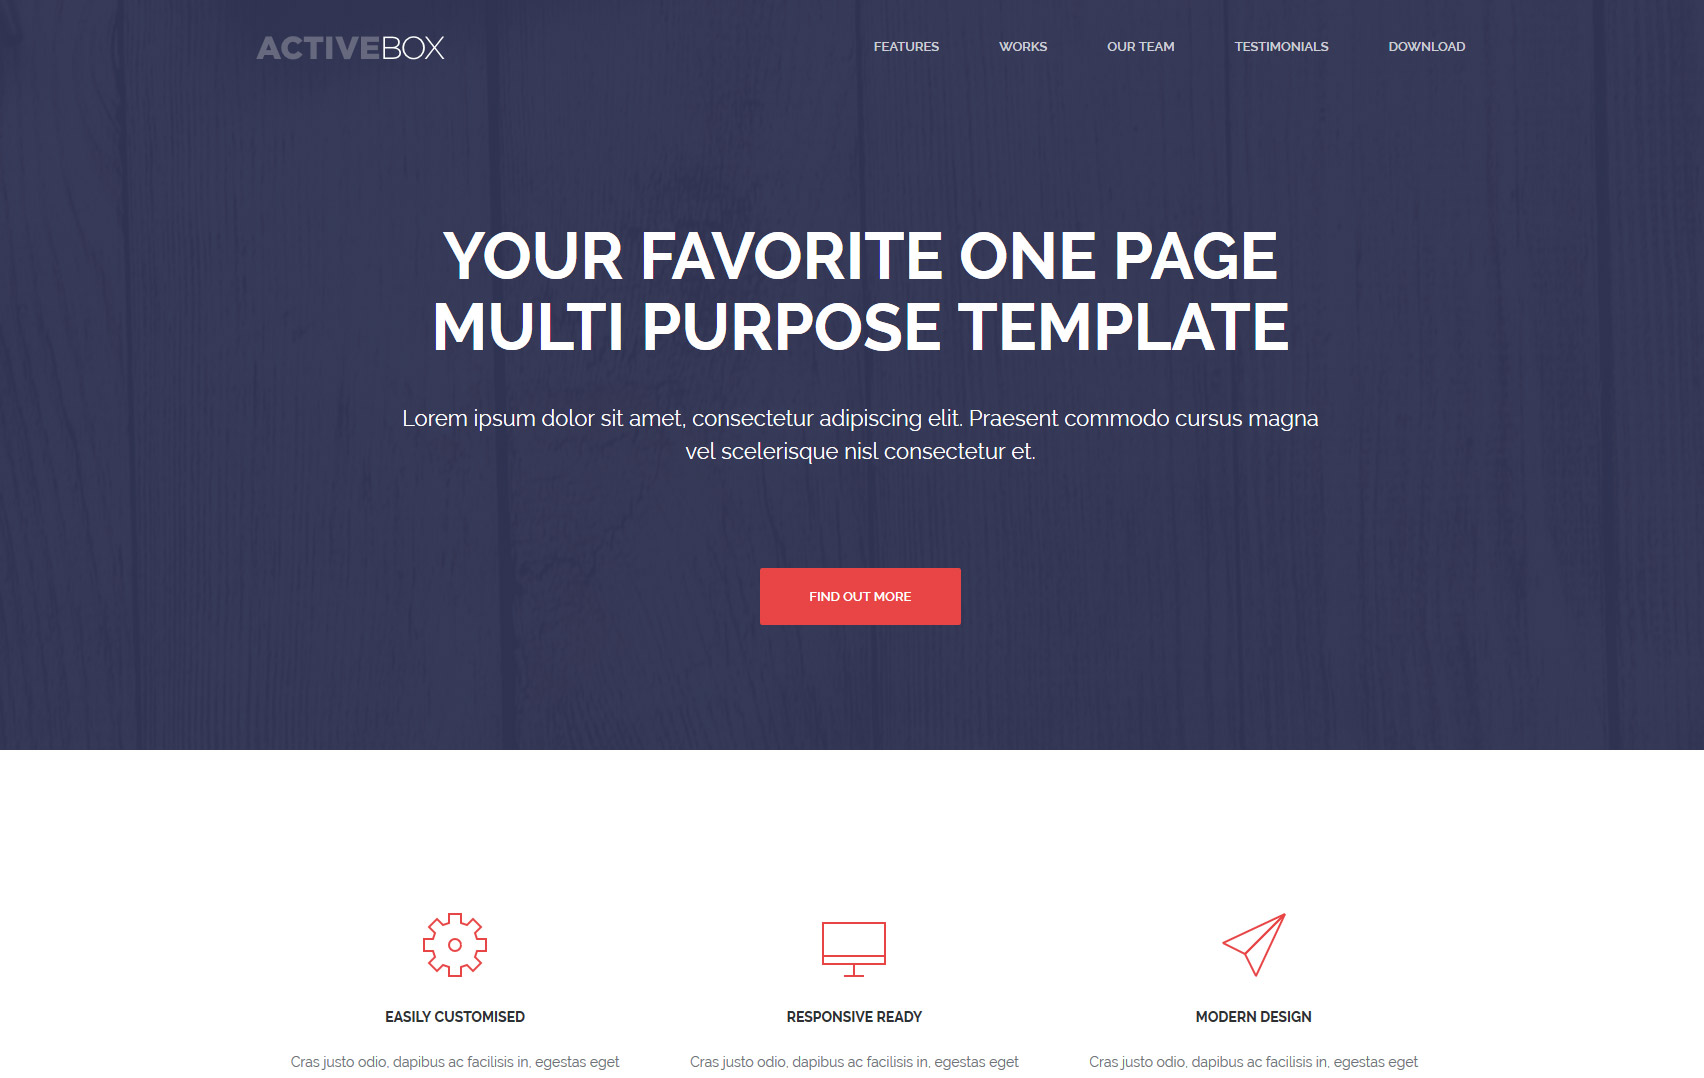 ACTIVEBOX
FEATURES WORKS OUR TEAM TESTIMONIALS DOWNLOAD
YOUR FAVORITE ONE PAGE
MULTI PURPOSE TEMPLATE
Lorem ipsum dolor sit amet, consectetur adipiscing elit. Praesent commodo cursus magna
vel scelerisque nisl consectetur et.
FIND OUT MORE
EASILY CUSTOMISED
Cras justo odio, dapibus ac facilisis in, egestas eget
RESPONSIVE READY
Cras justo odio, dapibus ac facilisis in, egestas eget
MODERN DESIGN
Cras justo odio, dapibus ac facilisis in, egestas eget